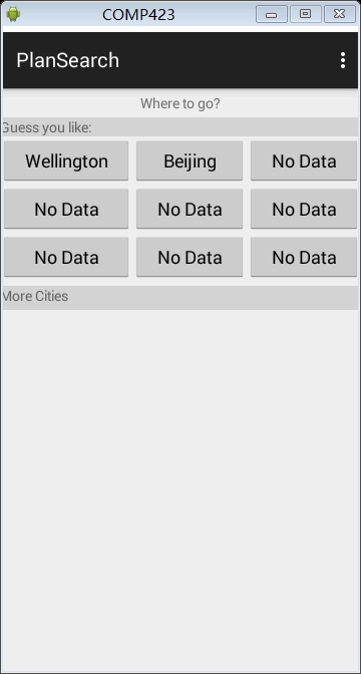 COMP423
PlanSearch
Where to go?
Guess you like:
Wellington Beijing No Data
No Data No Data No Data
No Data No Data No Data
More Cities